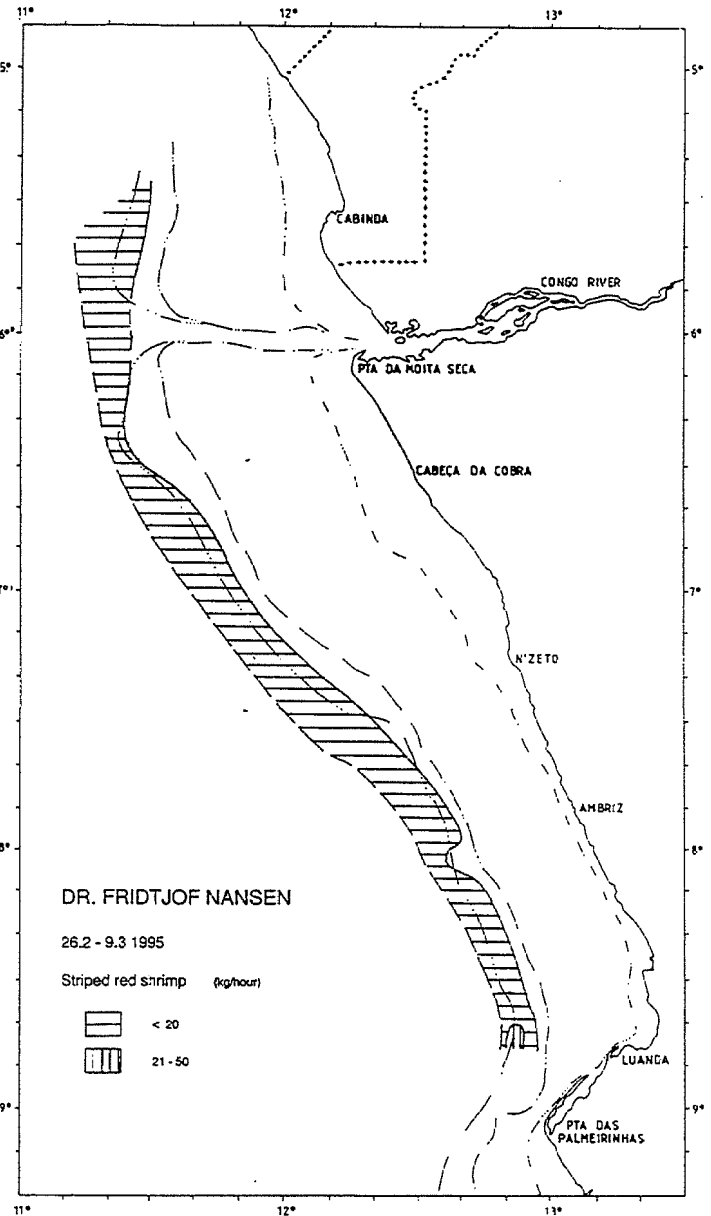 11°
12°
13°
5°
5°
CABINDA
CONGO RIVER
6°
6°
PTA DA MOITA SECA
CABEÇA DA COBRA
7°
7°
N'ZETO
AMBRIZ
8°
8°
DR. FRIDTJOF NANSEN
26.2 - 9.3 1995
Striped red shrimp (kg/hour)
< 20
21 - 50
LUANDA
9°
9°
PTA DAS
PALMEIRINHAS
11°
12°
13°